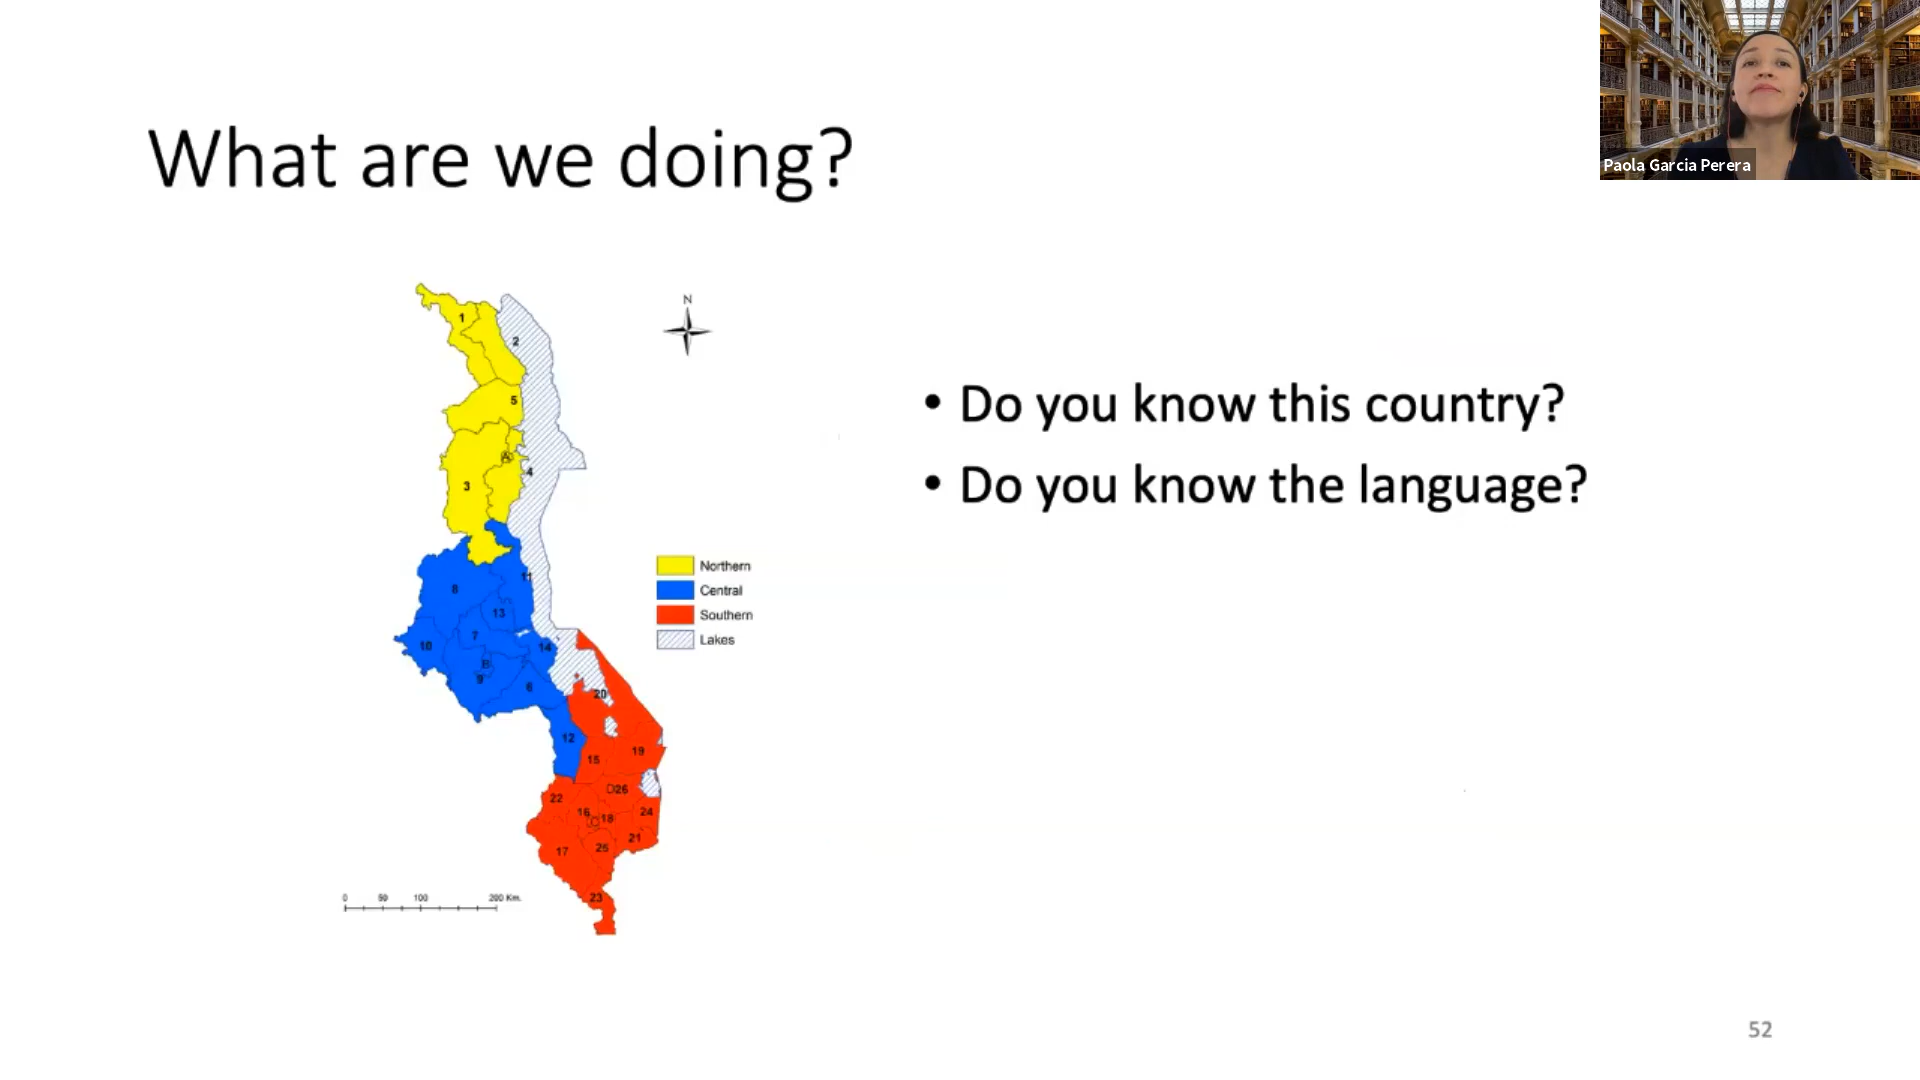 Paola Garcia Perera
What are we doing?
N
1
2
5
A
4
3
• Do you know this country?
• Do you know the language?
Northern
Central
Southern
Lakes
11
8
13
7
10
14
B
9
6
20
12
19
15
D26
22
16
C
18
24
21
25
17
23
0 50 100 200 Km.
52